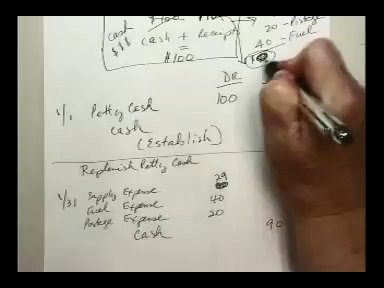 cash $100
20 - Postage
$$$ cash + Receipts
40 - Fuel
=
$100
DR
1/1 Petty Cash 100
cash
(Establish)
Replenish Petty Cash
1/31 Supply Expense 29
Fuel Expense 40
Postage Expense 20
Cash 90